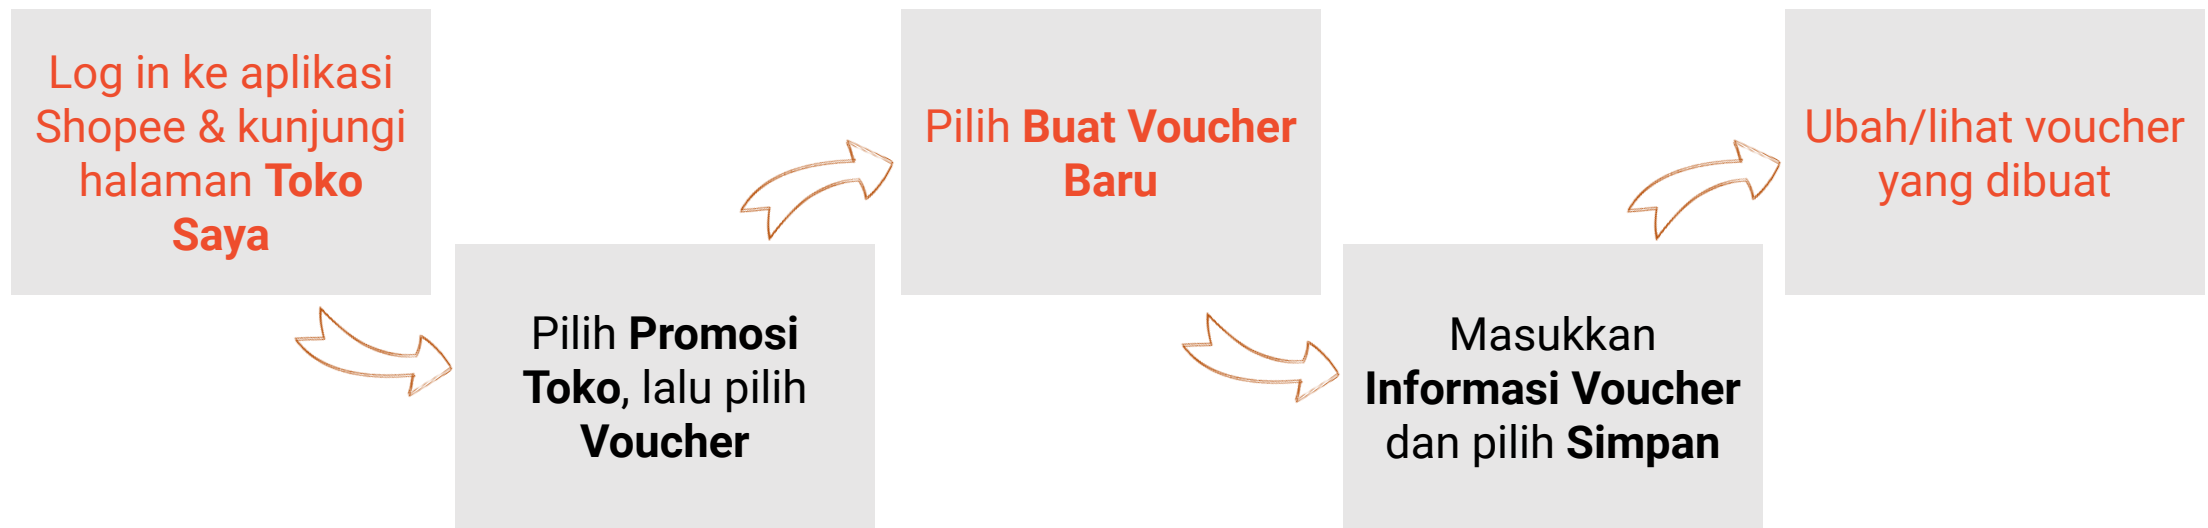 Log in ke aplikasi
Shopee & kunjungi
halaman Toko
Saya
Pilih Promosi
Toko, lalu pilih
Voucher
Pilih Buat Voucher
Baru
Masukkan
Informasi Voucher
dan pilih Simpan
Ubah/lihat voucher
yang dibuat